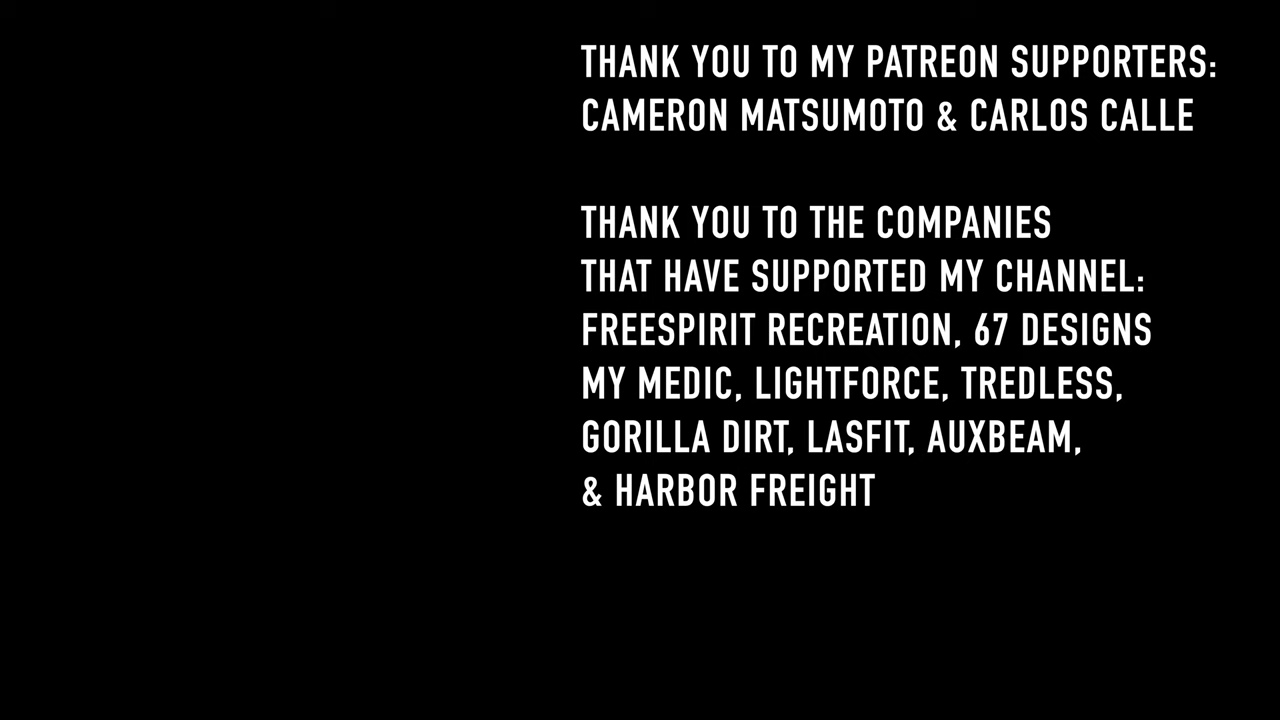 THANK YOU TO MY PATREON SUPPORTERS:
CAMERON MATSUMOTO & CARLOS CALLE
THANK YOU TO THE COMPANIES
THAT HAVE SUPPORTED MY CHANNEL:
FREESPIRIT RECREATION, 67 DESIGNS
MY MEDIC, LIGHTFORCE, TREDLESS,
GORILLA DIRT, LASFIT, AUXBEAM,
& HARBOR FREIGHT